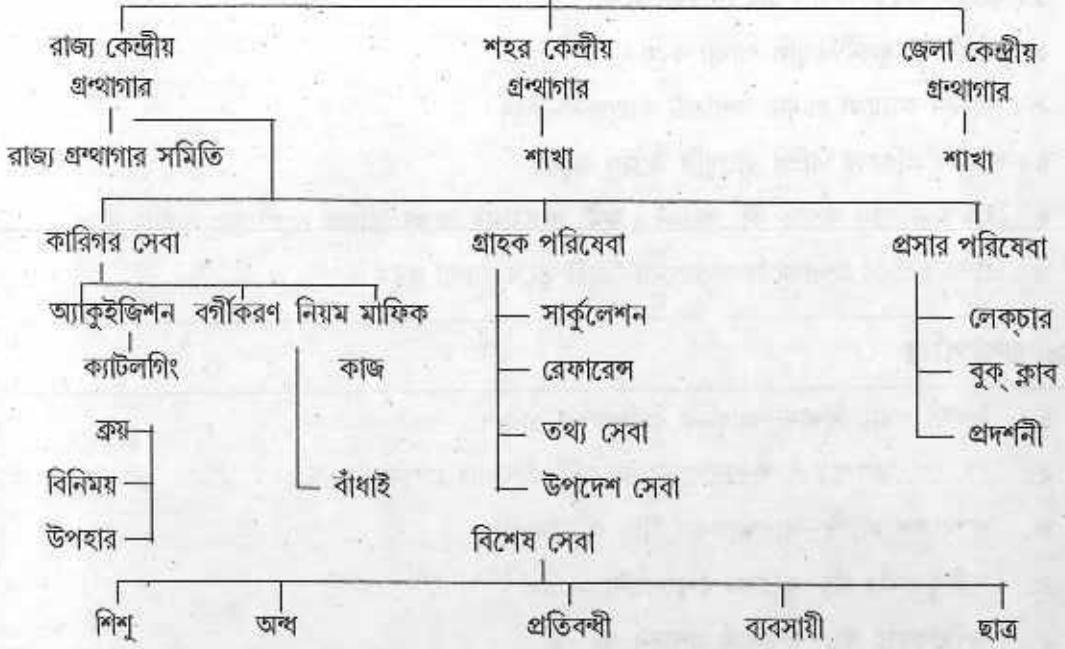 রাজ্য কেন্দ্রীয় শহর কেন্দ্রীয় জেলা কেন্দ্রীয়
গ্রন্থাগার গ্রন্থাগার গ্রন্থাগার
রাজ্য গ্রন্থাগার সমিতি শাখা শাখা
কারিগর সেবা গ্রাহক পরিষেবা প্রসার পরিষেবা
অ্যাকুইজিশন বর্গীকরণ নিয়ম মাফিক সার্কুলেশন লেক্চার
ক্যাটলগিং কাজ রেফারেন্স বুক্ ক্লাব
ক্রয় তথ্য সেবা প্রদর্শনী
বিনিময় বাঁধাই উপদেশ সেবা
উপহার বিশেষ সেবা
শিশু অন্ধ প্রতিবন্ধী ব্যবসায়ী ছাত্র